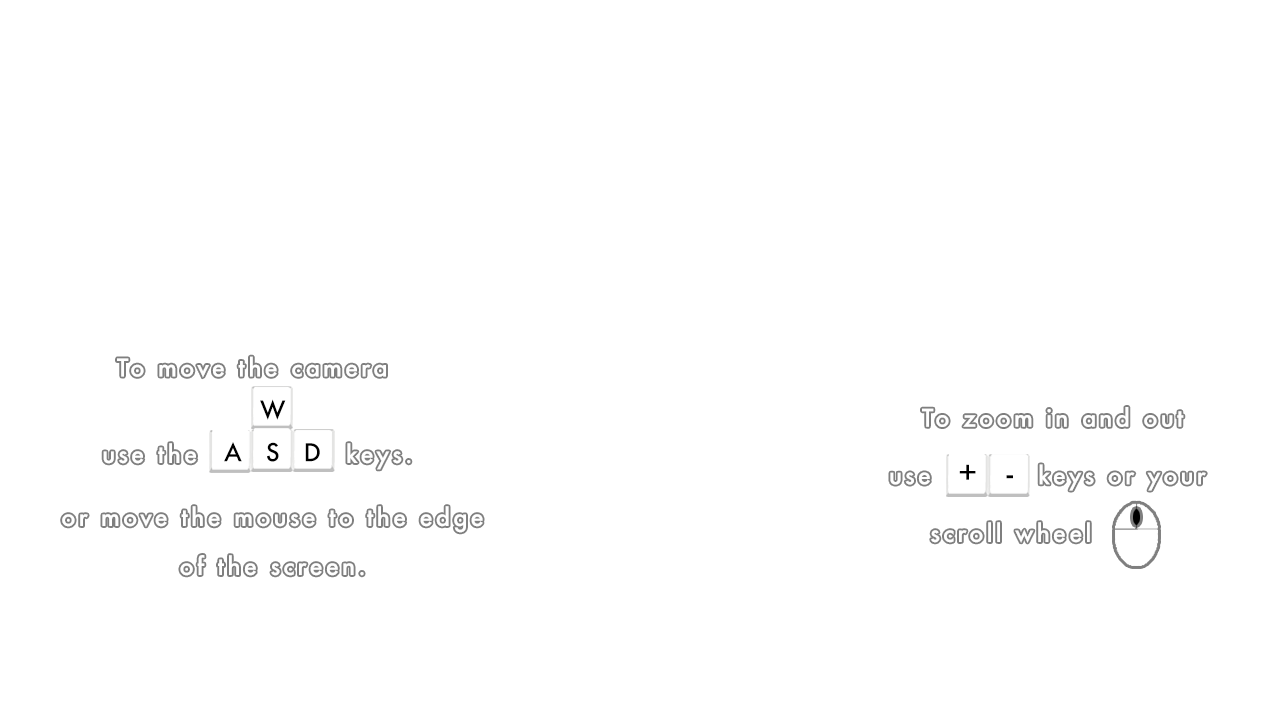 To move the camera
W
use the A S D keys.
or move the mouse to the edge
of the screen.
To zoom in and out
use + - keys or your
scroll wheel